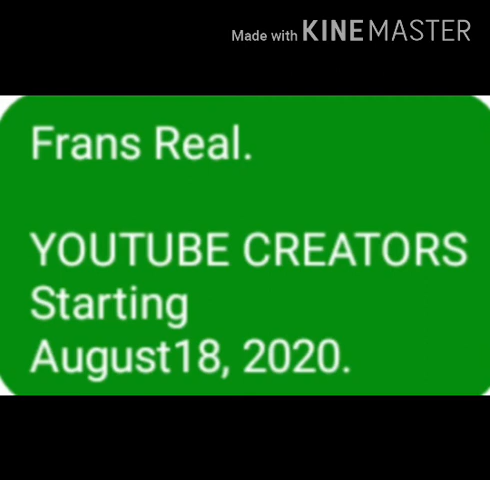 Made with KINEMASTER
Frans Real.
YOUTUBE CREATORS
Starting
August18, 2020.